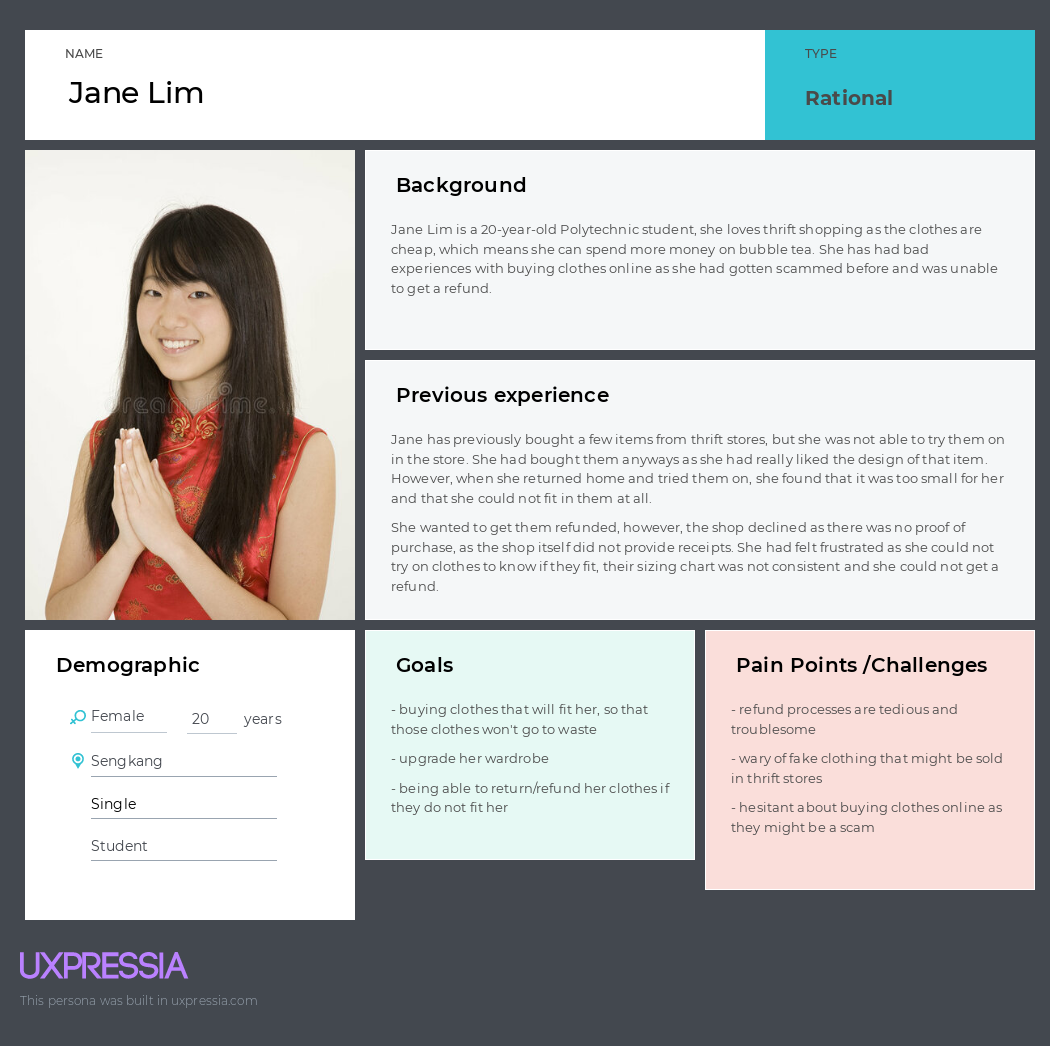 NAME
Jane Lim
TYPE
Rational
Background
Jane Lim is a 20-year-old Polytechnic student, she loves thrift shopping as the clothes are
cheap, which means she can spend more money on bubble tea. She has had bad
experiences with buying clothes online as she had gotten scammed before and was unable
to get a refund.
dreamstime.
Previous experience
Jane has previously bought a few items from thrift stores, but she was not able to try them on
in the store. She had bought them anyways as she had really liked the design of that item.
However, when she returned home and tried them on, she found that it was too small for her
and that she could not fit in them at all.
She wanted to get them refunded, however, the shop declined as there was no proof of
purchase, as the shop itself did not provide receipts. She had felt frustrated as she could not
try on clothes to know if they fit, their sizing chart was not consistent and she could not get a
refund.
Demographic
Female 20 years
Sengkang
Single
Student
Goals
- buying clothes that will fit her, so that
those clothes won't go to waste
- upgrade her wardrobe
- being able to return/refund her clothes if
they do not fit her
Pain Points /Challenges
- refund processes are tedious and
troublesome
- wary of fake clothing that might be sold
in thrift stores
- hesitant about buying clothes online as
they might be a scam
UXPRESSIA
This persona was built in uxpressia.com